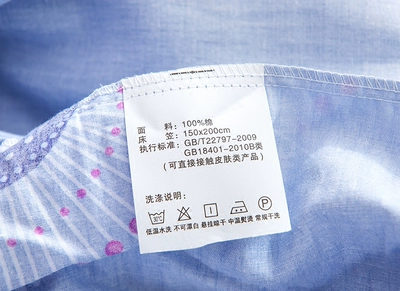 面 料: 100%棉
床 笠: 150x200cm
执行标准: GB/T22797-2009
GB18401-2010B类
(可直接接触皮肤类产品)
洗涤说明:
低温水洗 不可漂白 悬挂晾干 中温熨烫 常规干洗